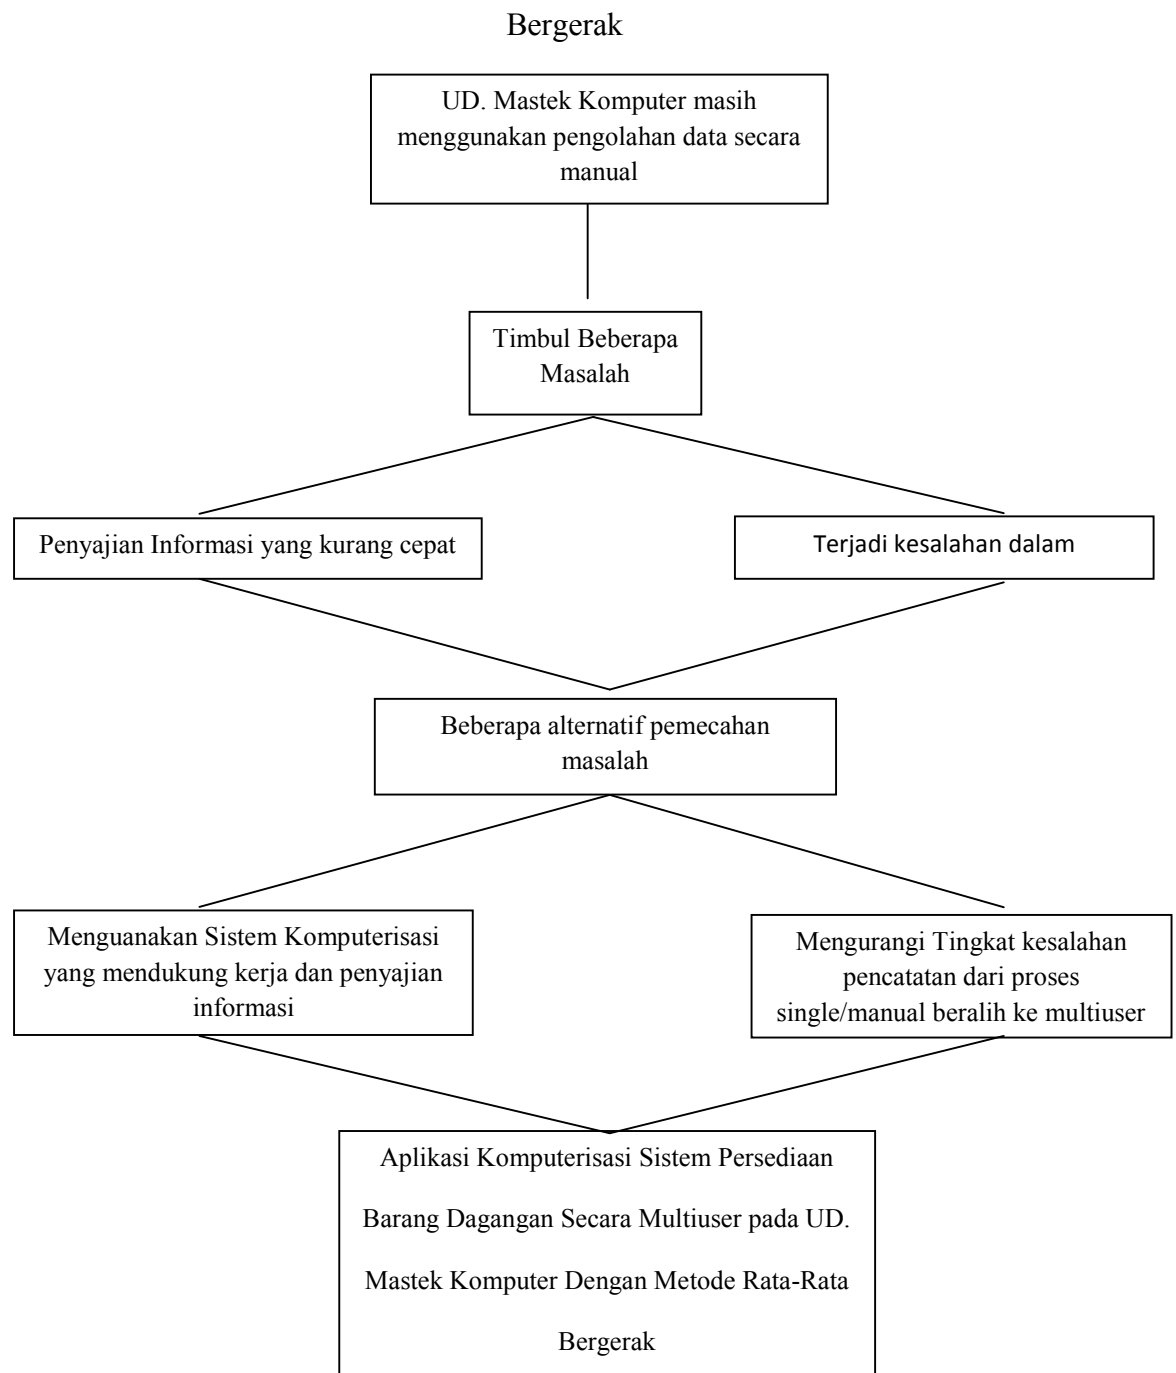 Bergerak
UD. Mastek Komputer masih
menggunakan pengolahan data secara
manual
Timbul Beberapa
Masalah
Penyajian Informasi yang kurang cepat
Terjadi kesalahan dalam
Beberapa alternatif pemecahan
masalah
Menguanakan Sistem Komputerisasi
yang mendukung kerja dan penyajian
informasi
Mengurangi Tingkat kesalahan
pencatatan dari proses
single/manual beralih ke multiuser
Aplikasi Komputerisasi Sistem Persediaan
Barang Dagangan Secara Multiuser pada UD.
Mastek Komputer Dengan Metode Rata-Rata
Bergerak